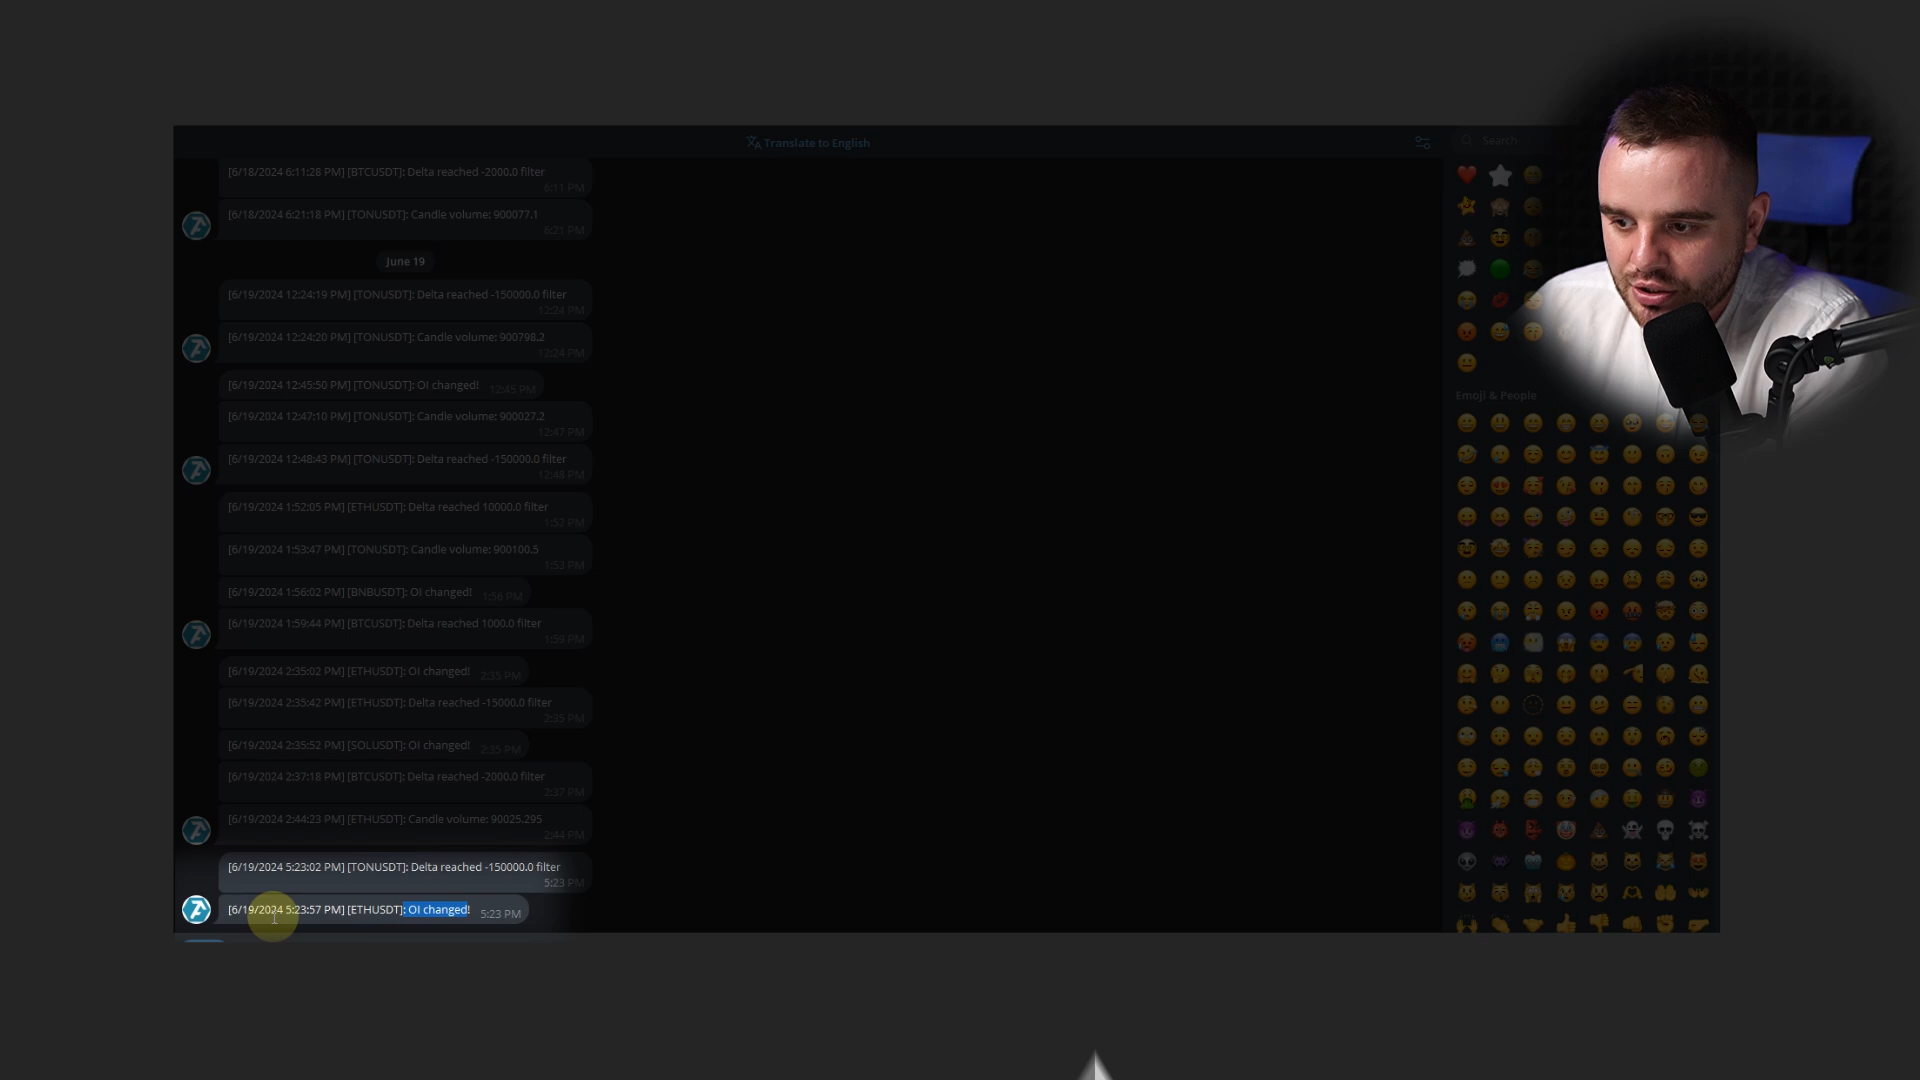 Translate to English
Search
[6/18/2024 6:11:28 PM] [BTCUSDT]: Delta reached -2000.0 filter
6:11 PM
[6/18/2024 6:21:18 PM] [TONUSDT]: Candle volume: 900077.1
6:21 PM
June 19
[6/19/2024 12:24:19 PM] [TONUSDT]: Delta reached -150000.0 filter
12:24 PM
[6/19/2024 12:24:20 PM] [TONUSDT]: Candle volume: 900798.2
12:24 PM
[6/19/2024 12:45:50 PM] [TONUSDT]: OI changed! 12:45 PM
[6/19/2024 12:47:10 PM] [TONUSDT]: Candle volume: 900027.2
12:47 PM
[6/19/2024 12:48:43 PM] [TONUSDT]: Delta reached -150000.0 filter
12:48 PM
[6/19/2024 1:52:05 PM] [ETHUSDT]: Delta reached 10000.0 filter
1:52 PM
[6/19/2024 1:53:47 PM] [TONUSDT]: Candle volume: 900100.5
1:53 PM
[6/19/2024 1:56:02 PM] [BNBUSDT]: OI changed! 1:56 PM
[6/19/2024 1:59:44 PM] [BTCUSDT]: Delta reached 1000.0 filter
1:59 PM
[6/19/2024 2:35:02 PM] [ETHUSDT]: OI changed! 2:35 PM
[6/19/2024 2:35:42 PM] [ETHUSDT]: Delta reached -15000.0 filter
2:35 PM
[6/19/2024 2:35:52 PM] [SOLUSDT]: OI changed! 2:35 PM
[6/19/2024 2:37:18 PM] [BTCUSDT]: Delta reached -2000.0 filter
2:37 PM
[6/19/2024 2:44:23 PM] [ETHUSDT]: Candle volume: 90025.295
2:44 PM
[6/19/2024 5:23:02 PM] [TONUSDT]: Delta reached -150000.0 filter
5:23 PM
[6/19/2024 5:23:57 PM] [ETHUSDT]: OI changed! 5:23 PM
Emoji & People